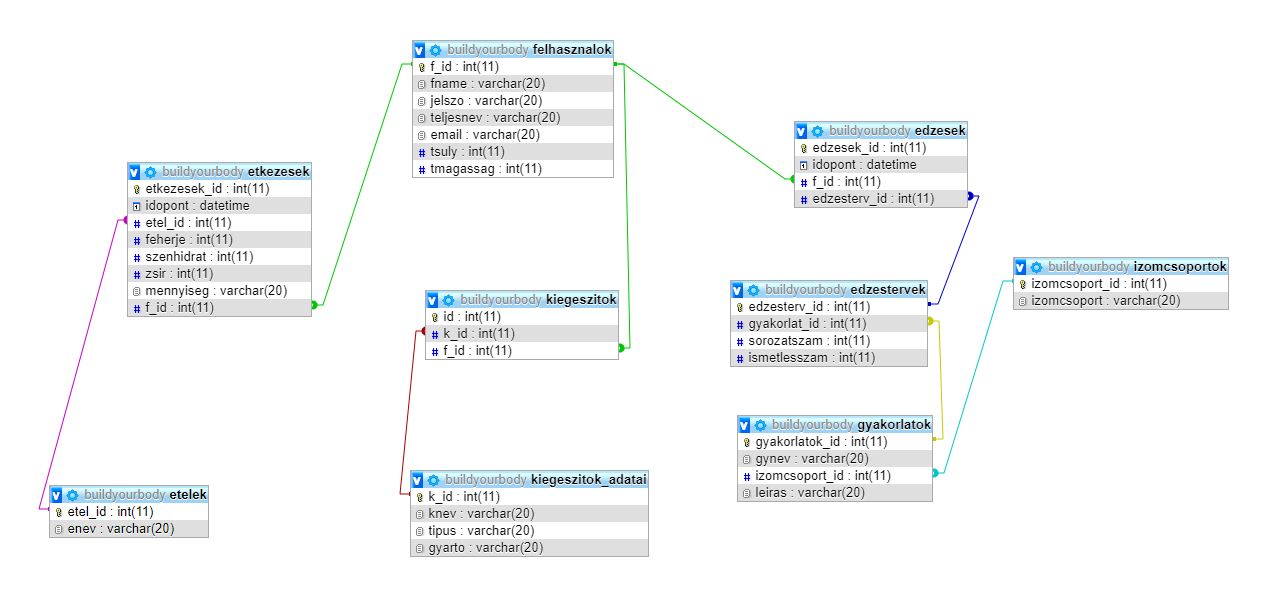 buildyourbody felhasznalok
f_id : int(11)
fname : varchar(20)
jelszo : varchar(20)
teljesnev : varchar(20)
email : varchar(20)
tsuly : int(11)
tmagassag : int(11)
buildyourbody edzesek
edzesek_id : int(11)
idopont : datetime
f_id : int(11)
edzesterv_id : int(11)
buildyourbody etkezesek
etkezesek_id : int(11)
idopont : datetime
etel_id : int(11)
feherje : int(11)
szenhidrat : int(11)
zsir : int(11)
mennyiseg : varchar(20)
f_id : int(11)
buildyourbody izomcsoportok
izomcsoport_id : int(11)
izomcsoport : varchar(20)
buildyourbody edzestervek
edzesterv_id : int(11)
gyakorlat_id : int(11)
sorozatszam : int(11)
ismetlesszam : int(11)
buildyourbody kiegeszitok
id : int(11)
k_id : int(11)
f_id : int(11)
buildyourbody gyakorlatok
gyakorlatok_id : int(11)
gynev : varchar(20)
izomcsoport_id : int(11)
leiras : varchar(20)
buildyourbody kiegeszitok_adatai
k_id : int(11)
knev : varchar(20)
tipus : varchar(20)
gyarto : varchar(20)
buildyourbody etelek
etel_id : int(11)
enev : varchar(20)